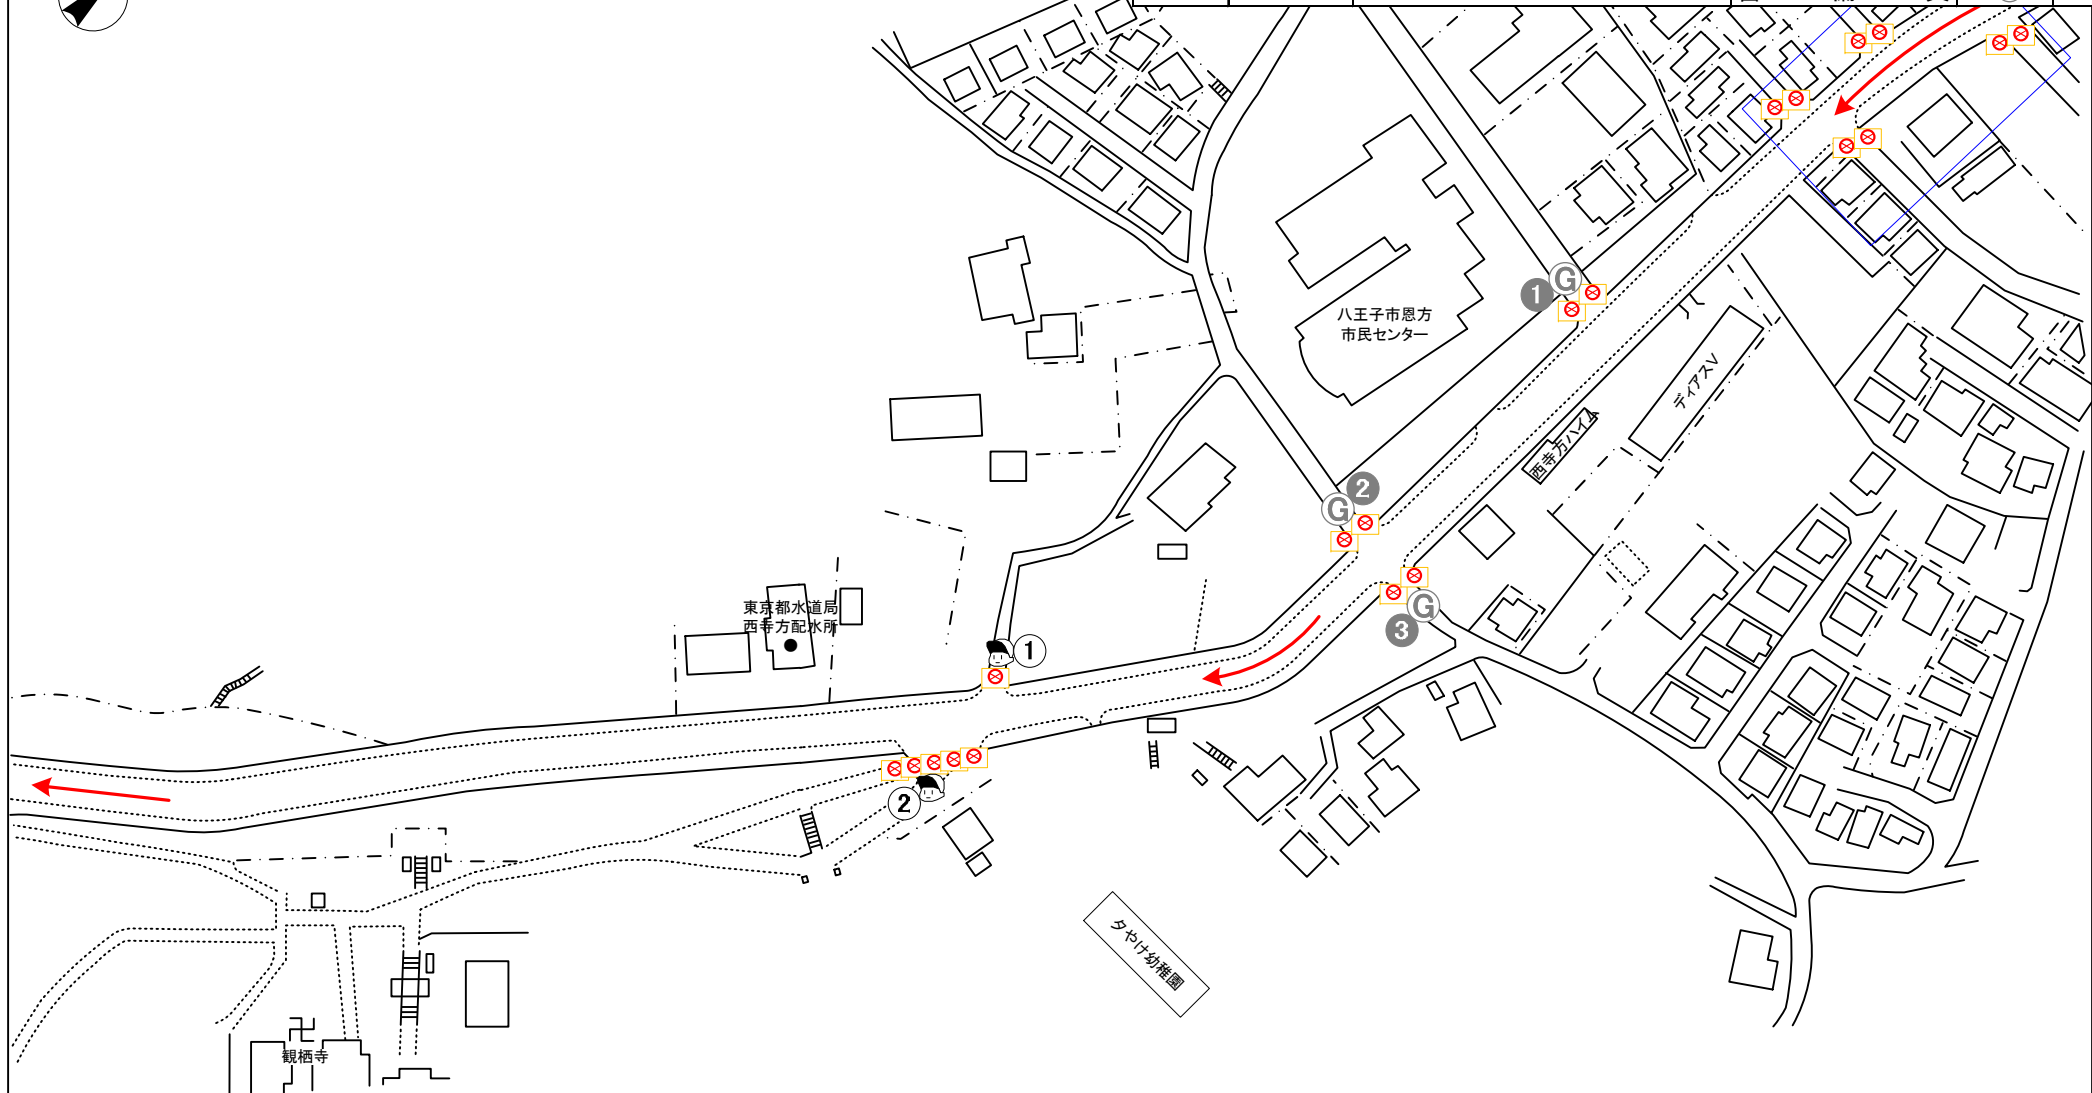 八王子市恩方
市民センター
ディアスV
西寺方ハイム
G
1
G
2
G
3
東京都水道局
西寺方配水所
1
2
夕やけ幼稚園
観栖寺